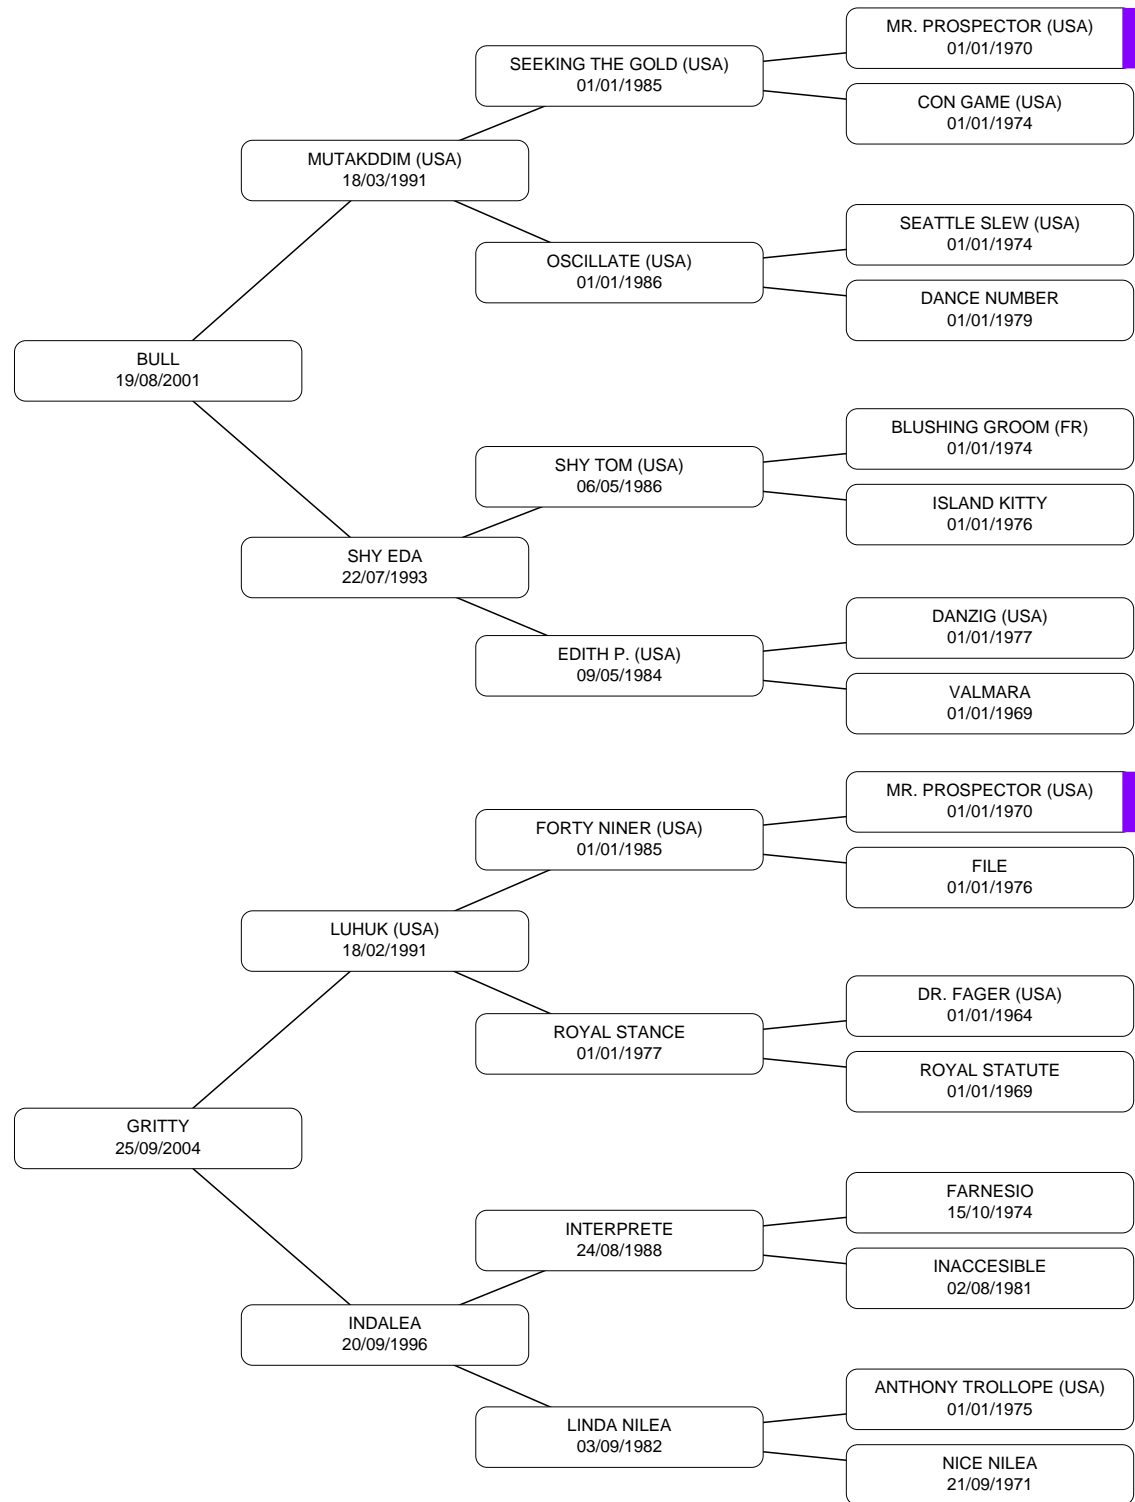 MR. PROSPECTOR (USA)
01/01/1970
SEEKING THE GOLD (USA)
01/01/1985
CON GAME (USA)
01/01/1974
MUTAKDDIM (USA)
18/03/1991
SEATTLE SLEW (USA)
01/01/1974
OSCILLATE (USA)
01/01/1986
DANCE NUMBER
01/01/1979
BULL
19/08/2001
BLUSHING GROOM (FR)
01/01/1974
SHY TOM (USA)
06/05/1986
ISLAND KITTY
01/01/1976
SHY EDA
22/07/1993
DANZIG (USA)
01/01/1977
EDITH P. (USA)
09/05/1984
VALMARA
01/01/1969
MR. PROSPECTOR (USA)
01/01/1970
FORTY NINER (USA)
01/01/1985
FILE
01/01/1976
LUHUK (USA)
18/02/1991
DR. FAGER (USA)
01/01/1964
ROYAL STANCE
01/01/1977
ROYAL STATUTE
01/01/1969
GRITTY
25/09/2004
FARNESIO
15/10/1974
INTERPRETE
24/08/1988
INACCESIBLE
02/08/1981
INDALEA
20/09/1996
ANTHONY TROLLOPE (USA)
01/01/1975
LINDA NILEA
03/09/1982
NICE NILEA
21/09/1971